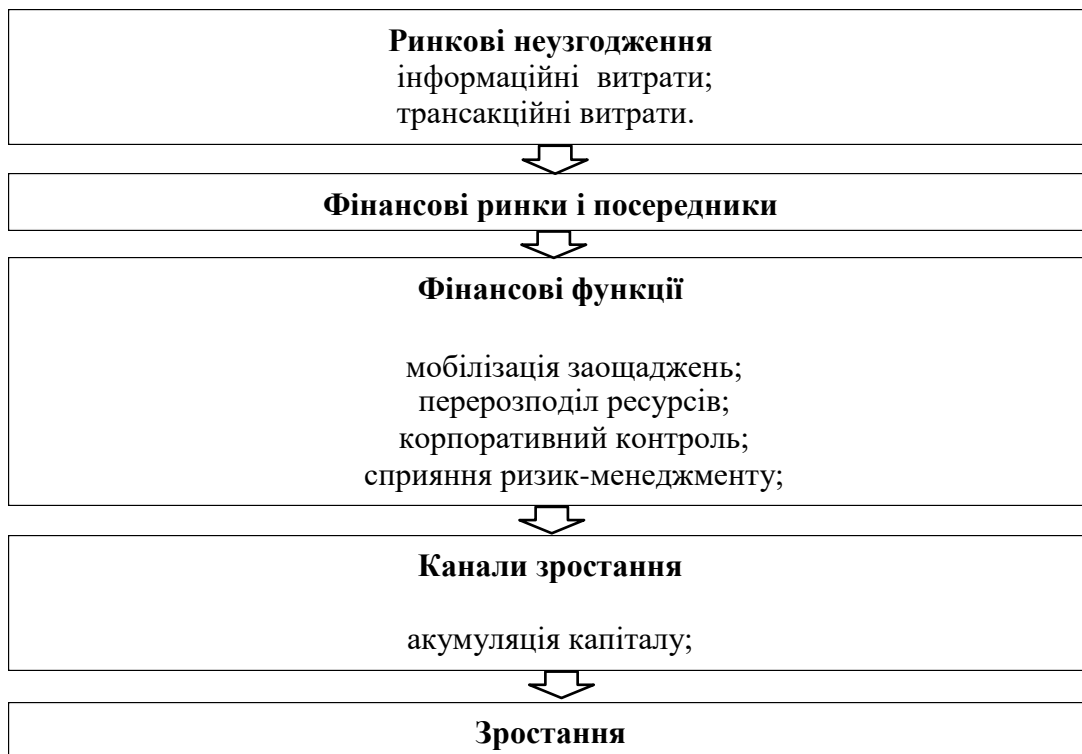 Ринкові неузгодження
інформаційні витрати;
трансакційні витрати.
Фінансові ринки і посередники
Фінансові функції
мобілізація заощаджень;
перерозподіл ресурсів;
корпоративний контроль;
сприяння ризик-менеджменту;
Канали зростання
акумуляція капіталу;
Зростання